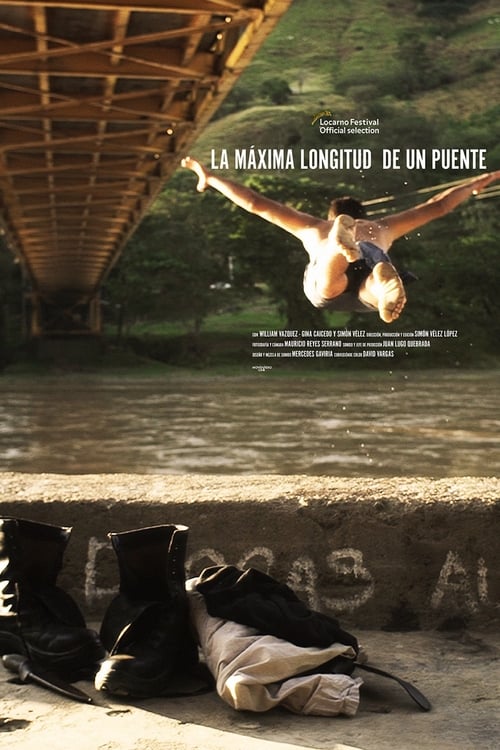 Locarno Festival
Official selection
LA MÁXIMA LONGITUD DE UN PUENTE
CON WILLIAM VAZQUEZ - GINA CAICEDO Y SIMÓN VÉLEZ DIRECCIÓN, PRODUCCIÓN Y EDICIÓN SIMÓN VÉLEZ LÓPEZ
FOTOGRAFÍA Y CÁMARA MAURICIO REYES SERRANO SONIDO Y JEFE DE PRODUCCIÓN JUAN LUGO QUEBRADA
DISEÑO Y MEZCLA DE SONIDO MERCEDES GAVIRIA CORRECCIÓN DE COLOR DAVID VARGAS